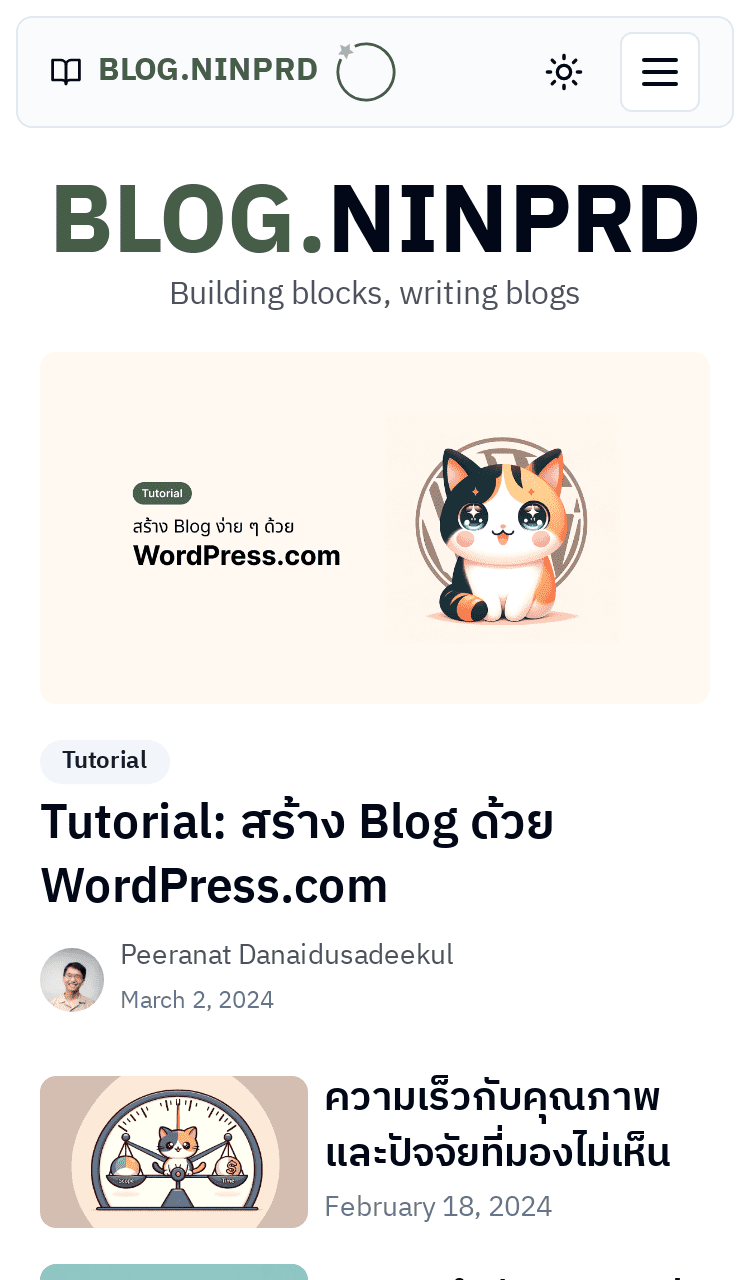 BLOG.NINPRD
BLOG.NINPRD
Building blocks, writing blogs
Tutorial
สร้าง Blog ง่าย ๆ ด้วย
WordPress.com
Tutorial
Tutorial: สร้าง Blog ด้วย
WordPress.com
Peeranat Danaidusadeekul
March 2, 2024
Scope
Time
ความเร็วกับคุณภาพ
และปัจจัยที่มองไม่เห็น
February 18, 2024